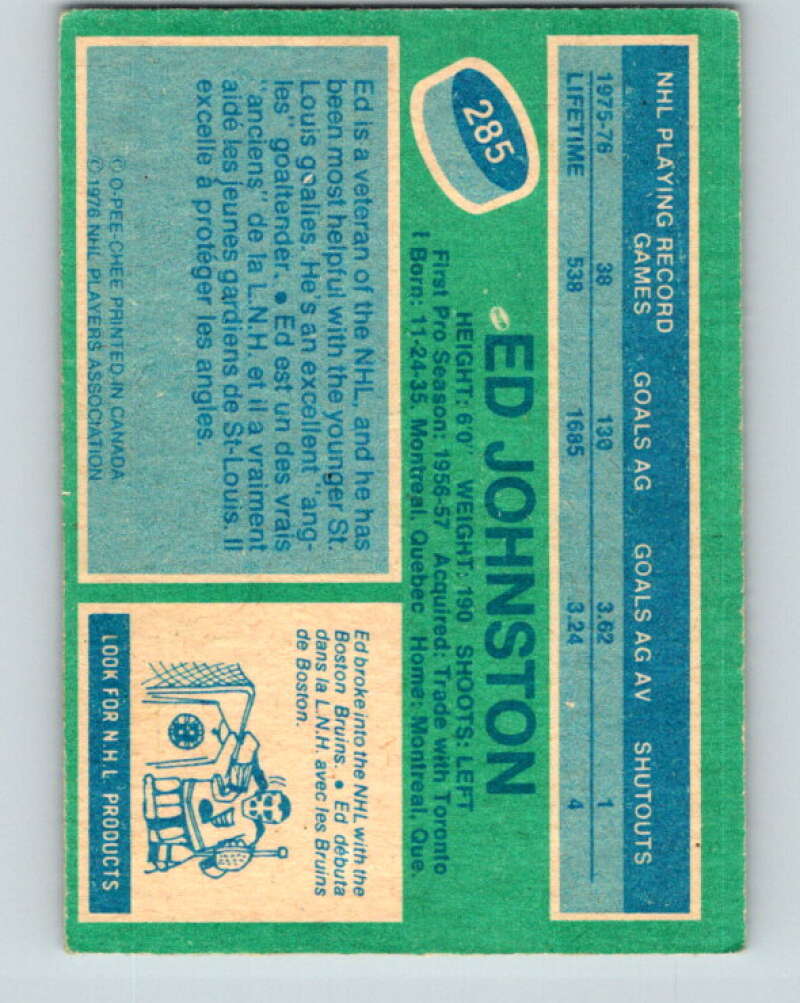 NHL PLAYING RECORD
GAMES GOALS AG GOALS AG AV SHUTOUTS
1975-76 38 130 3.62 1
LIFETIME 538 1685 3.24 4
285
ED JOHNSTON
HEIGHT: 6'0" WEIGHT: 190 SHOOTS: LEFT
First Pro Season: 1956-57 Acquired: Trade with Toronto
Born: 11-24-35, Montreal, Quebec Home: Montreal, Que.
Ed is a veteran of the NHL, and he has
been most helpful with the younger St.
Louis goalies. He's an excellent "ang-
les" goaltender. • Ed est un des vrais
"anciens" de la L.N.H. et il a vraiment
aidé les jeunes gardiens de St-Louis. Il
excelle à protéger les angles.
© O-PEE-CHEE PRINTED IN CANADA
© 1976 NHL PLAYERS ASSOCIATION
Ed broke into the NHL with the
Boston Bruins. • Ed débuta
dans la L.N.H. avec les Bruins
de Boston.
B
LOOK FOR N.H.L. PRODUCTS